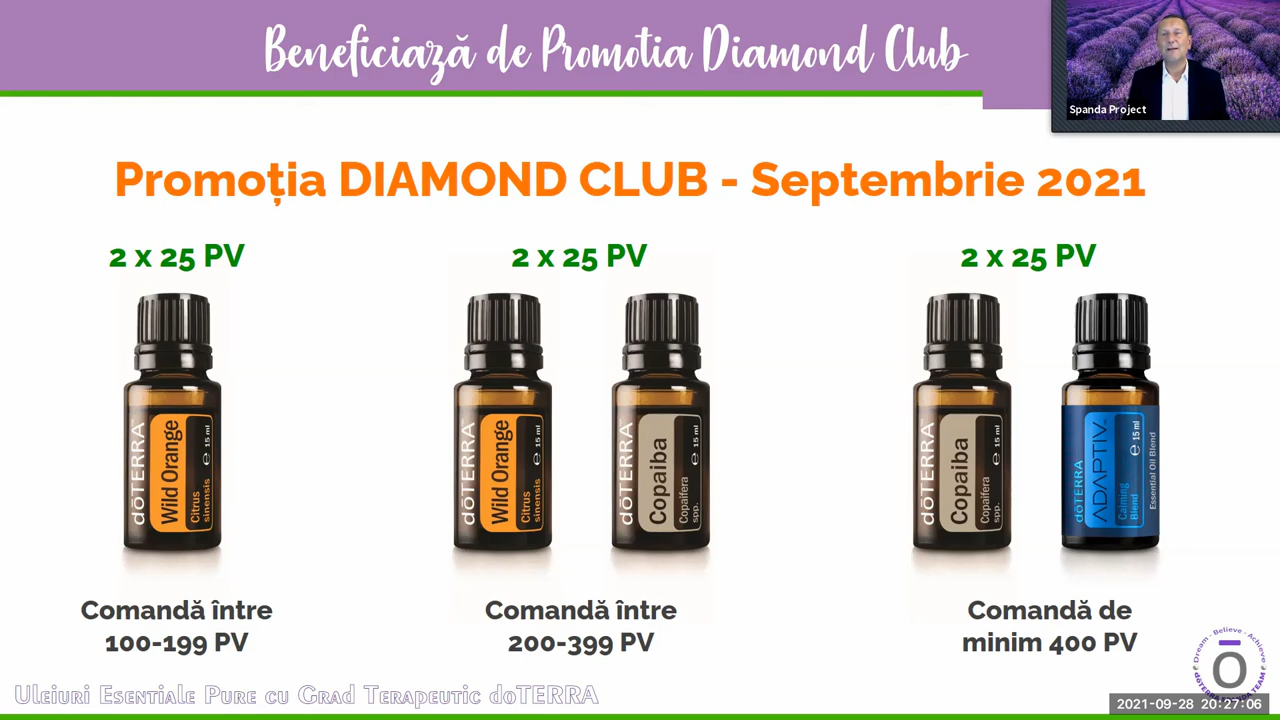 Beneficiază de Promotia Diamond Club
Spanda Project
Promoția DIAMOND CLUB - Septembrie 2021
2 x 25 PV
2 x 25 PV
2 x 25 PV
dōTERRA
Wild Orange
Citrus
sinensis
e 15 ml
dōTERRA
Wild Orange
Citrus
sinensis
e 15 ml
dōTERRA
Copaiba
Copaifera
spp.
e 15 ml
dōTERRA
Copaiba
Copaifera
spp.
e 15 ml
dōTERRA
ADAPTIV™
Calming
Blend
e 15 ml
Essential Oil Blend
Comandă între
100-199 PV
Comandă între
200-399 PV
Comandă de
minim 400 PV
Dream - Believe - Achieve
Uleiuri Esentiale Pure cu Grad Terapeutic doTERRA
2021-09-28 20:27:06